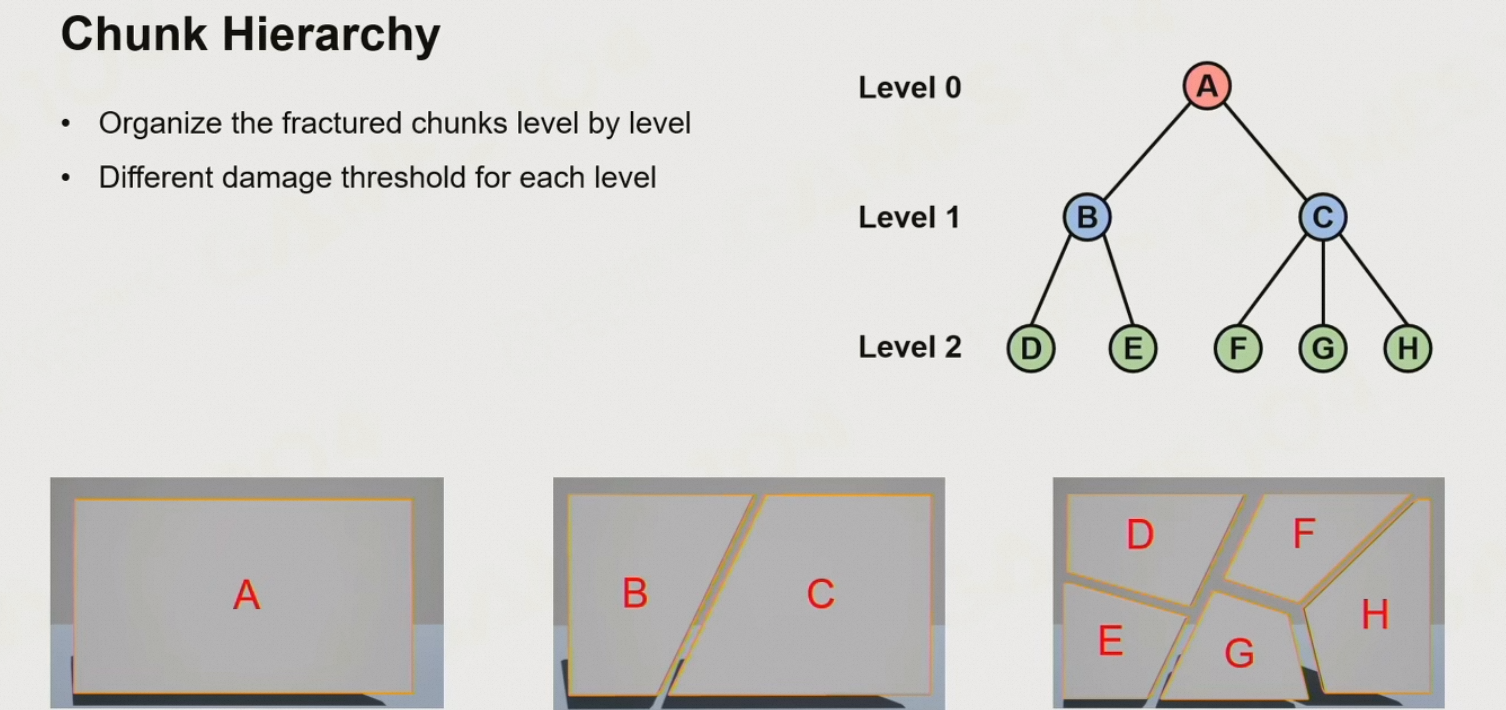 Chunk Hierarchy
• Organize the fractured chunks level by level
• Different damage threshold for each level
Level 0
A
Level 1
B
C
Level 2
D
E
F
G
H
A
B
C
D
F
E
G
H